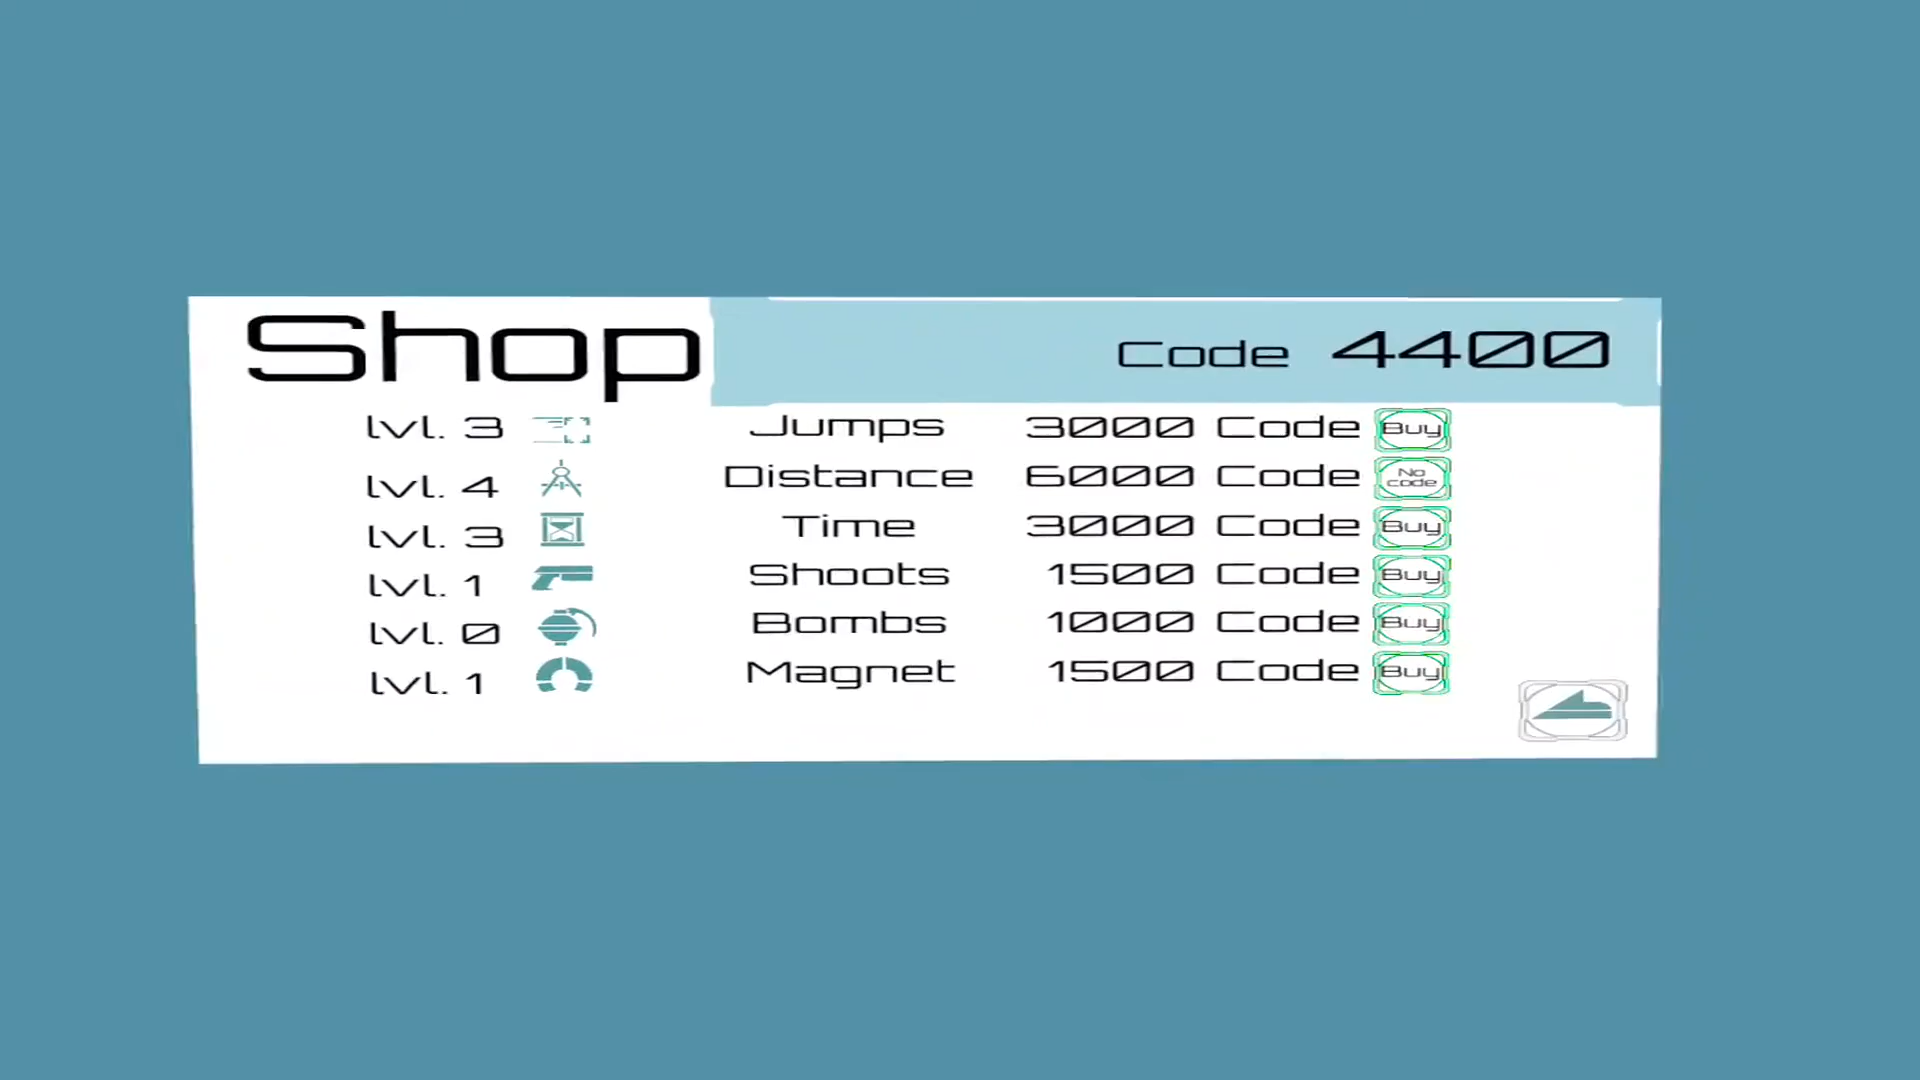 Shop Code 4400
lvl. 3 Jumps 3000 Code Buy
lvl. 4 Distance 6000 Code No code
lvl. 3 Time 3000 Code Buy
lvl. 1 Shoots 1500 Code Buy
lvl. 0 Bombs 1000 Code Buy
lvl. 1 Magnet 1500 Code Buy